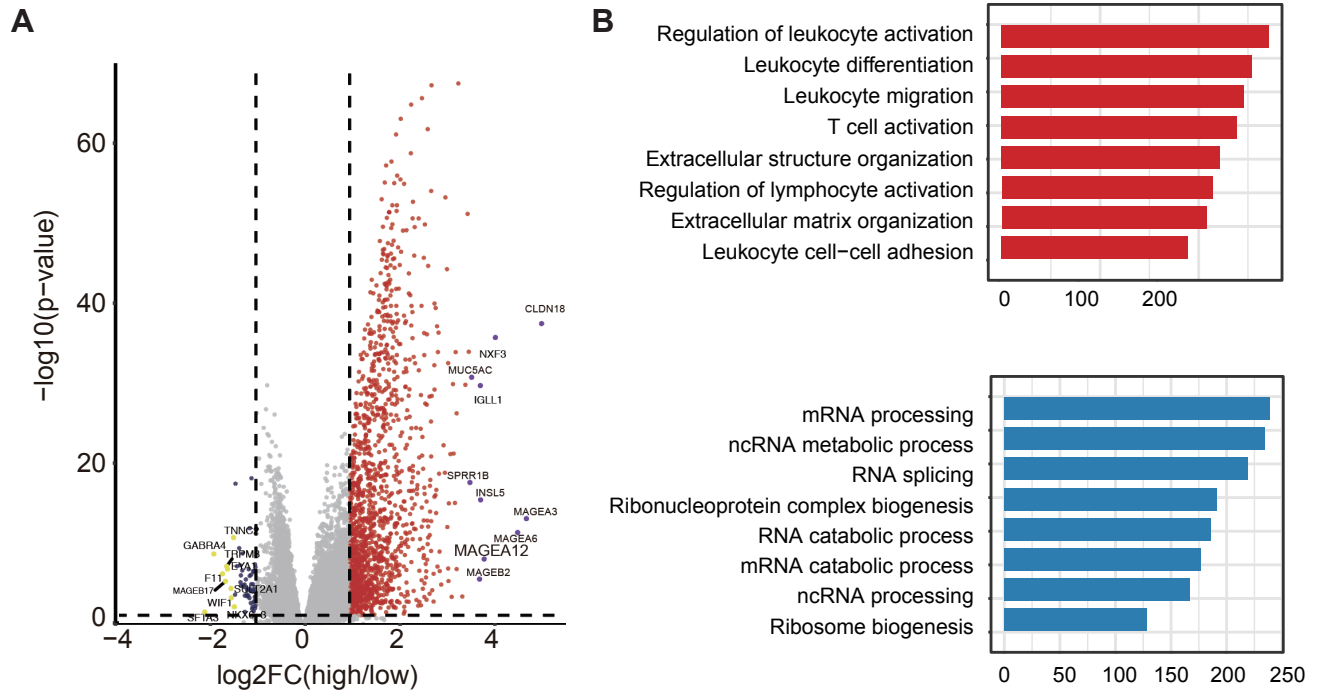 A
−log10(p−value)
60
40
20
0
−4
−2
0
2
4
log2FC(high/low)
CLDN18
NXF3
MUC5AC
IGLL1
SPRR1B
INSL5
MAGEA3
MAGEA6
MAGEA12
MAGEB2
GABRA4
TRPM8
EYA1
F11
MAGEB17
SULT2A1
WIF1
SFTA3
B
Regulation of leukocyte activation
Leukocyte differentiation
Leukocyte migration
T cell activation
Extracellular structure organization
Regulation of lymphocyte activation
Extracellular matrix organization
Leukocyte cell−cell adhesion
0 100 200
mRNA processing
ncRNA metabolic process
RNA splicing
Ribonucleoprotein complex biogenesis
RNA catabolic process
mRNA catabolic process
ncRNA processing
Ribosome biogenesis
0 50 100 150 200 250